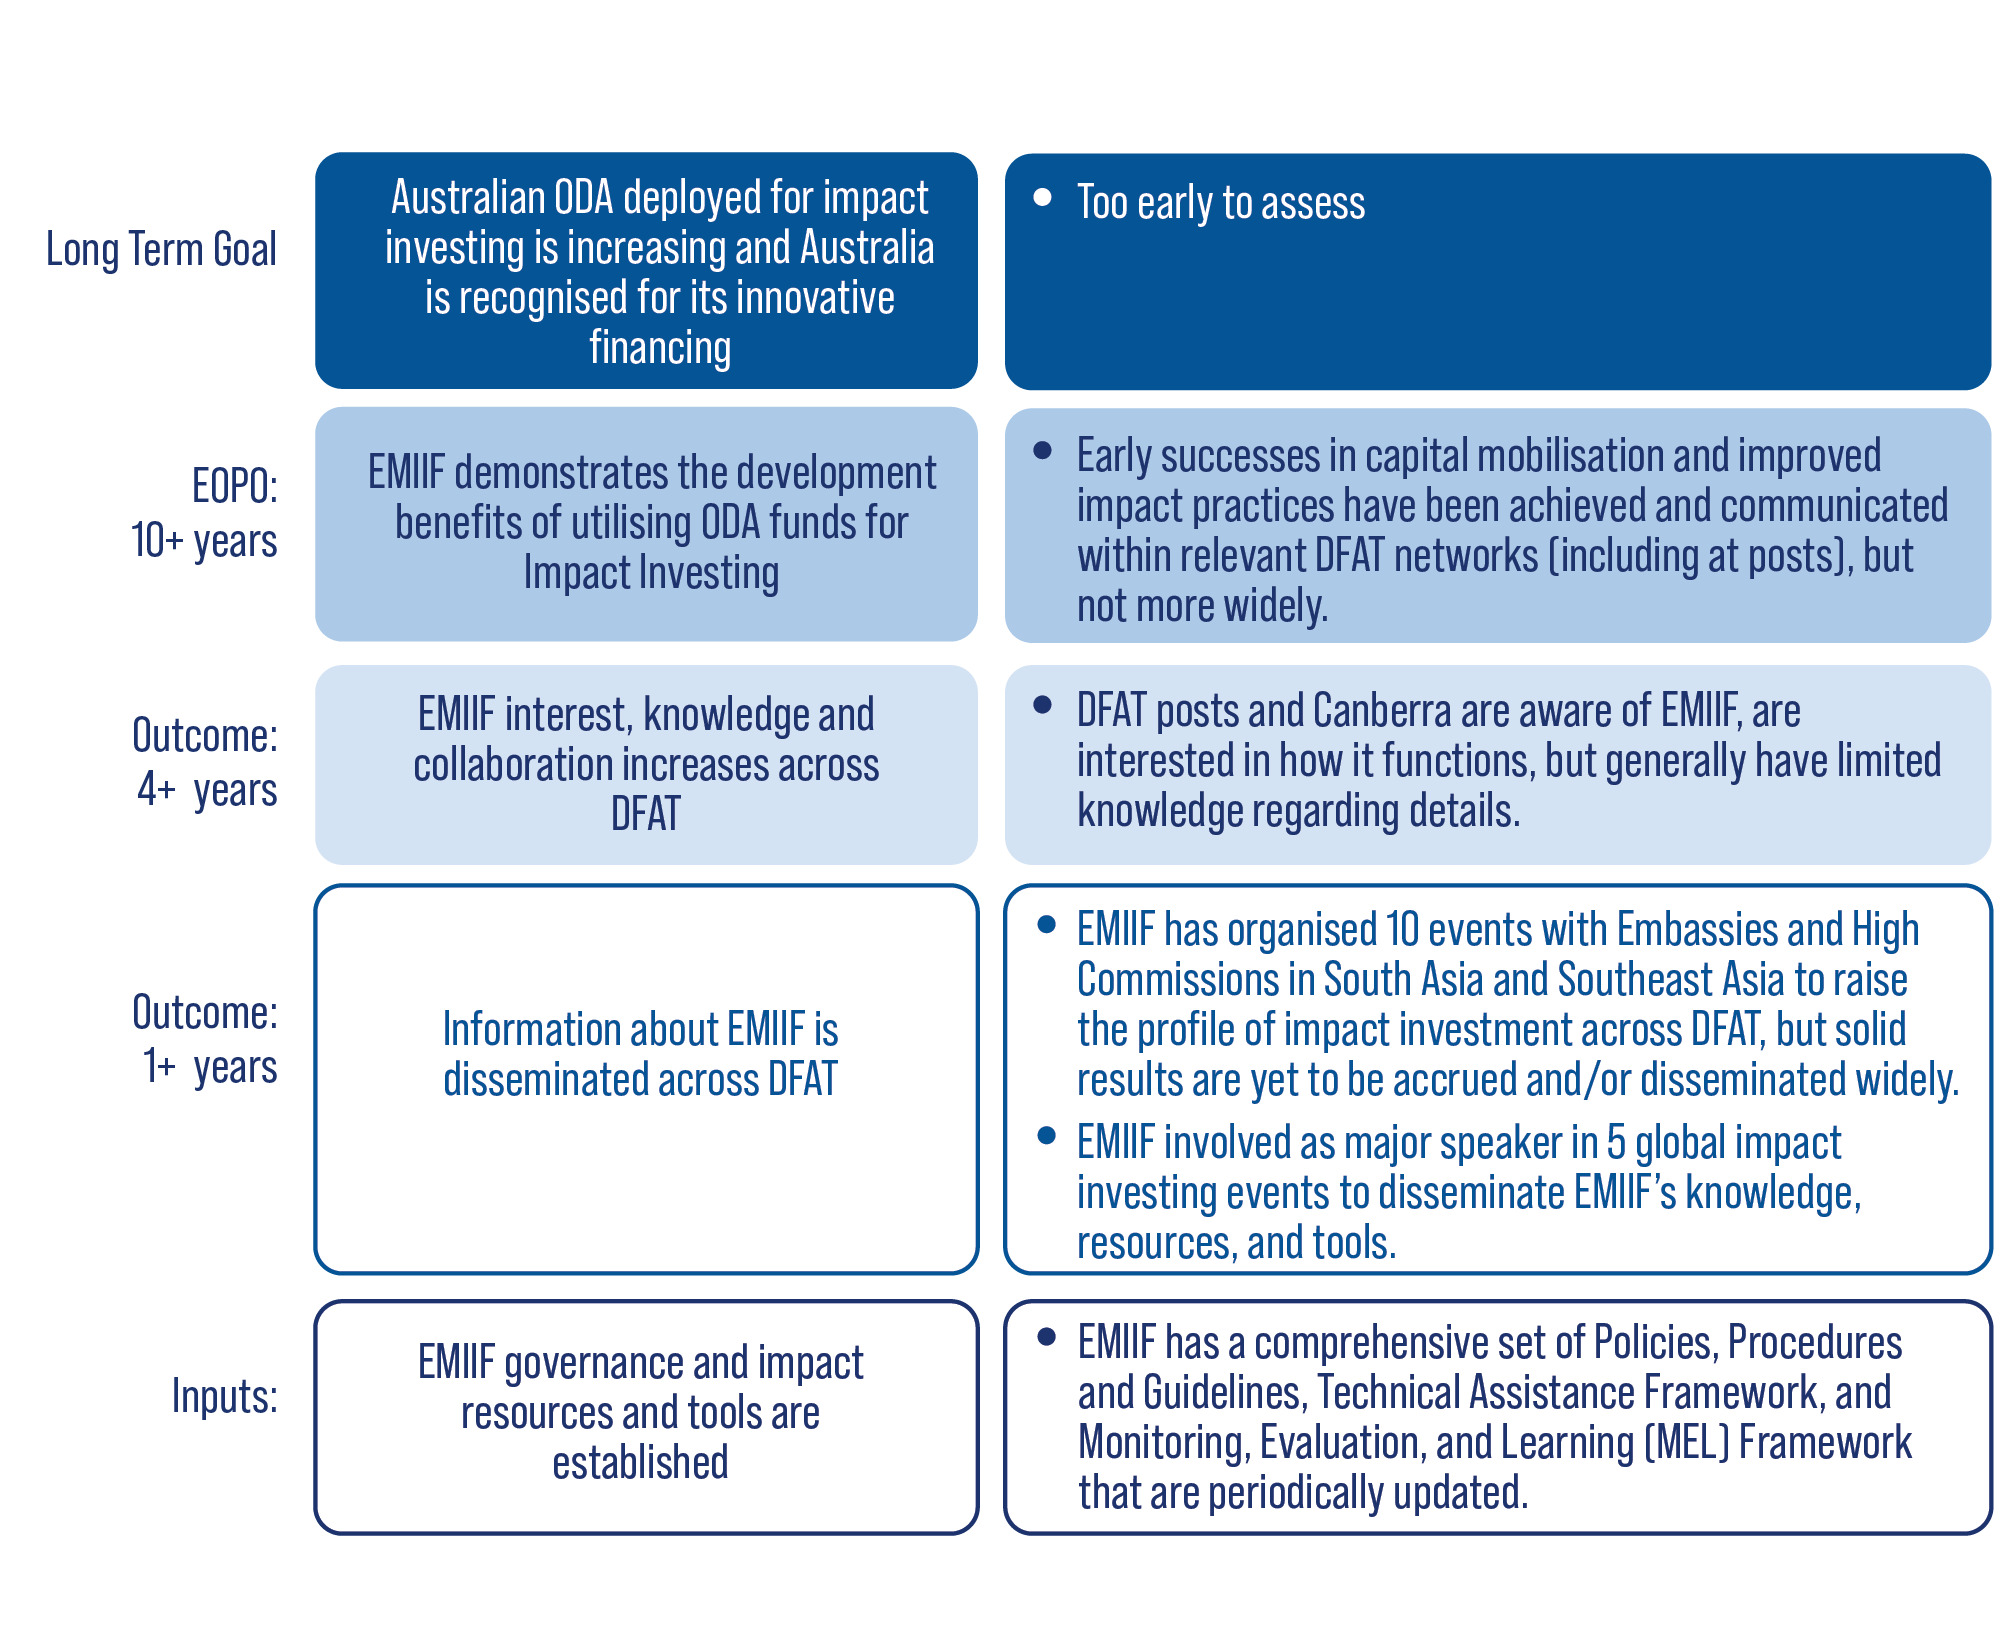 Long Term Goal
Australian ODA deployed for impact
investing is increasing and Australia
is recognised for its innovative
financing
• Too early to assess
EOPO:
10+ years
EMIIF demonstrates the development
benefits of utilising ODA funds for
Impact Investing
• Early successes in capital mobilisation and improved
impact practices have been achieved and communicated
within relevant DFAT networks (including at posts), but
not more widely.
Outcome:
4+ years
EMIIF interest, knowledge and
collaboration increases across
DFAT
• DFAT posts and Canberra are aware of EMIIF, are
interested in how it functions, but generally have limited
knowledge regarding details.
Outcome:
1+ years
Information about EMIIF is
disseminated across DFAT
• EMIIF has organised 10 events with Embassies and High
Commissions in South Asia and Southeast Asia to raise
the profile of impact investment across DFAT, but solid
results are yet to be accrued and/or disseminated widely.
• EMIIF involved as major speaker in 5 global impact
investing events to disseminate EMIIF’s knowledge,
resources, and tools.
Inputs:
EMIIF governance and impact
resources and tools are
established
• EMIIF has a comprehensive set of Policies, Procedures
and Guidelines, Technical Assistance Framework, and
Monitoring, Evaluation, and Learning (MEL) Framework
that are periodically updated.